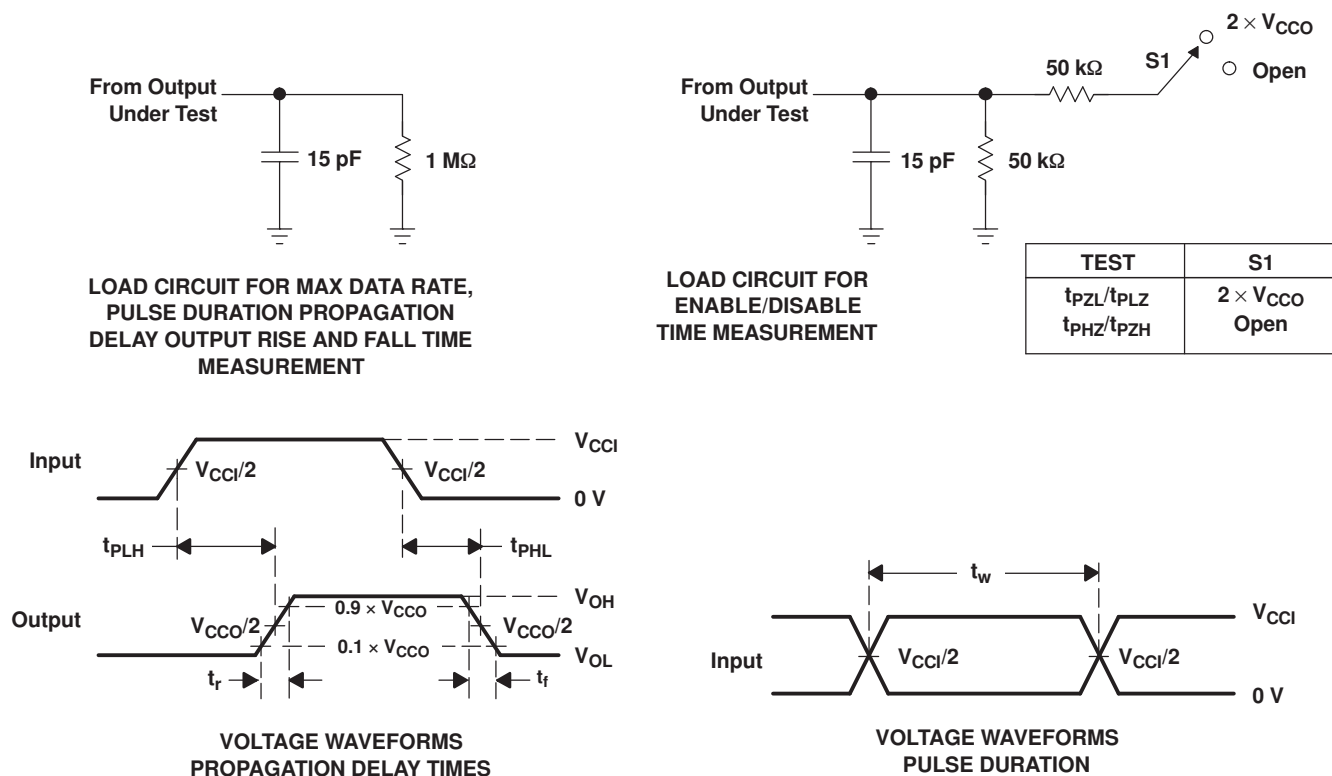 From Output
Under Test
15 pF
1 MΩ
LOAD CIRCUIT FOR MAX DATA RATE,
PULSE DURATION PROPAGATION
DELAY OUTPUT RISE AND FALL TIME
MEASUREMENT
From Output
Under Test
15 pF
50 kΩ
50 kΩ
S1
2 × VCCO
Open
LOAD CIRCUIT FOR
ENABLE/DISABLE
TIME MEASUREMENT
TEST S1
tPZL/tPLZ 2 × VCCO
tPHZ/tPZH Open
Input
VCCI/2
VCCI/2
VCCI
0 V
tPLH
tPHL
Output
VCCO/2
0.9 × VCCO
0.1 × VCCO
VCCO/2
VOH
VOL
tr
tf
VOLTAGE WAVEFORMS
PROPAGATION DELAY TIMES
tw
Input
VCCI/2
VCCI/2
VCCI
0 V
VOLTAGE WAVEFORMS
PULSE DURATION